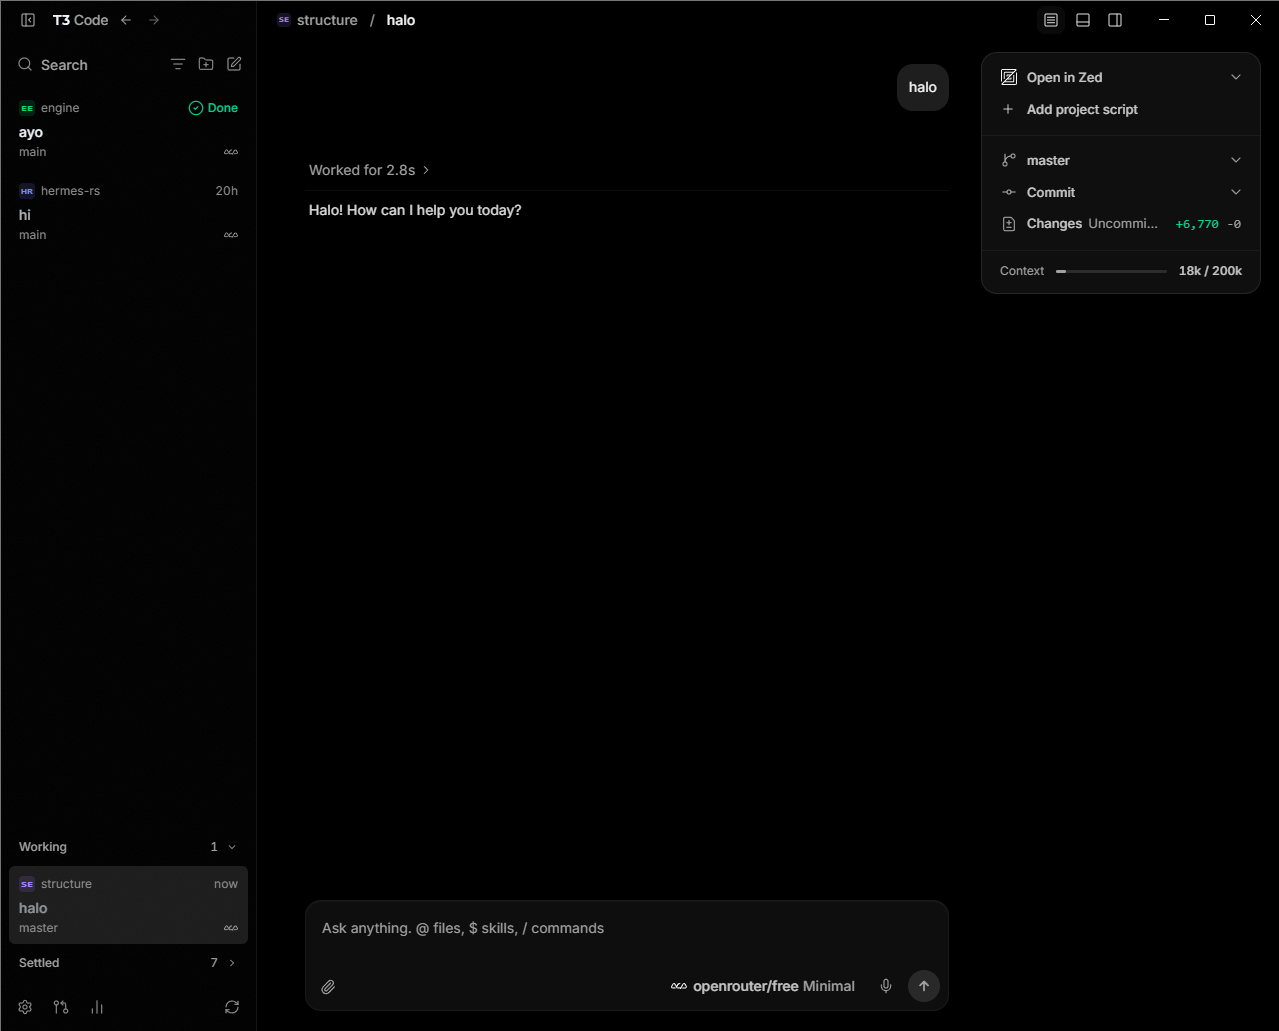 T3 Code
SE structure / halo
Search
EE engine Done
ayo
main
HR hermes-rs 20h
hi
main
Working 1
SE structure now
halo
master
Settled 7
halo
Worked for 2.8s
Halo! How can I help you today?
Ask anything. @ files, $ skills, / commands
openrouter/free Minimal
Open in Zed
Add project script
master
Commit
Changes Uncommi... +6,770 -0
Context 18k / 200k